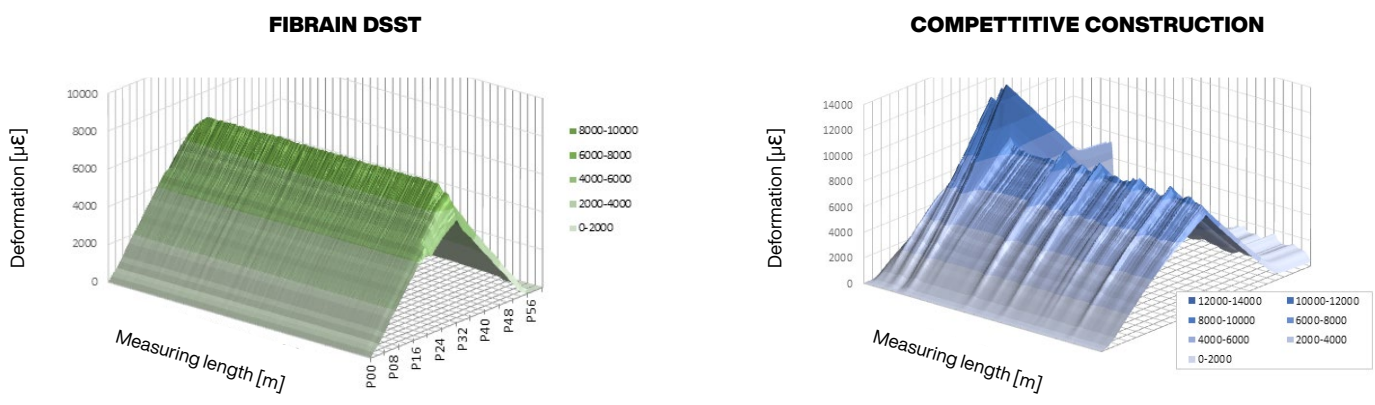 FIBRAIN DSST
COMPETTITIVE CONSTRUCTION
Deformation [με]
10000
8000
6000
4000
2000
0
Measuring length [m]
P00
P08
P16
P24
P32
P40
P48
P56
8000-10000
6000-8000
4000-6000
2000-4000
0-2000
Deformation [με]
14000
12000
10000
8000
6000
4000
2000
0
Measuring length [m]
12000-14000 10000-12000
8000-10000 6000-8000
4000-6000 2000-4000
0-2000